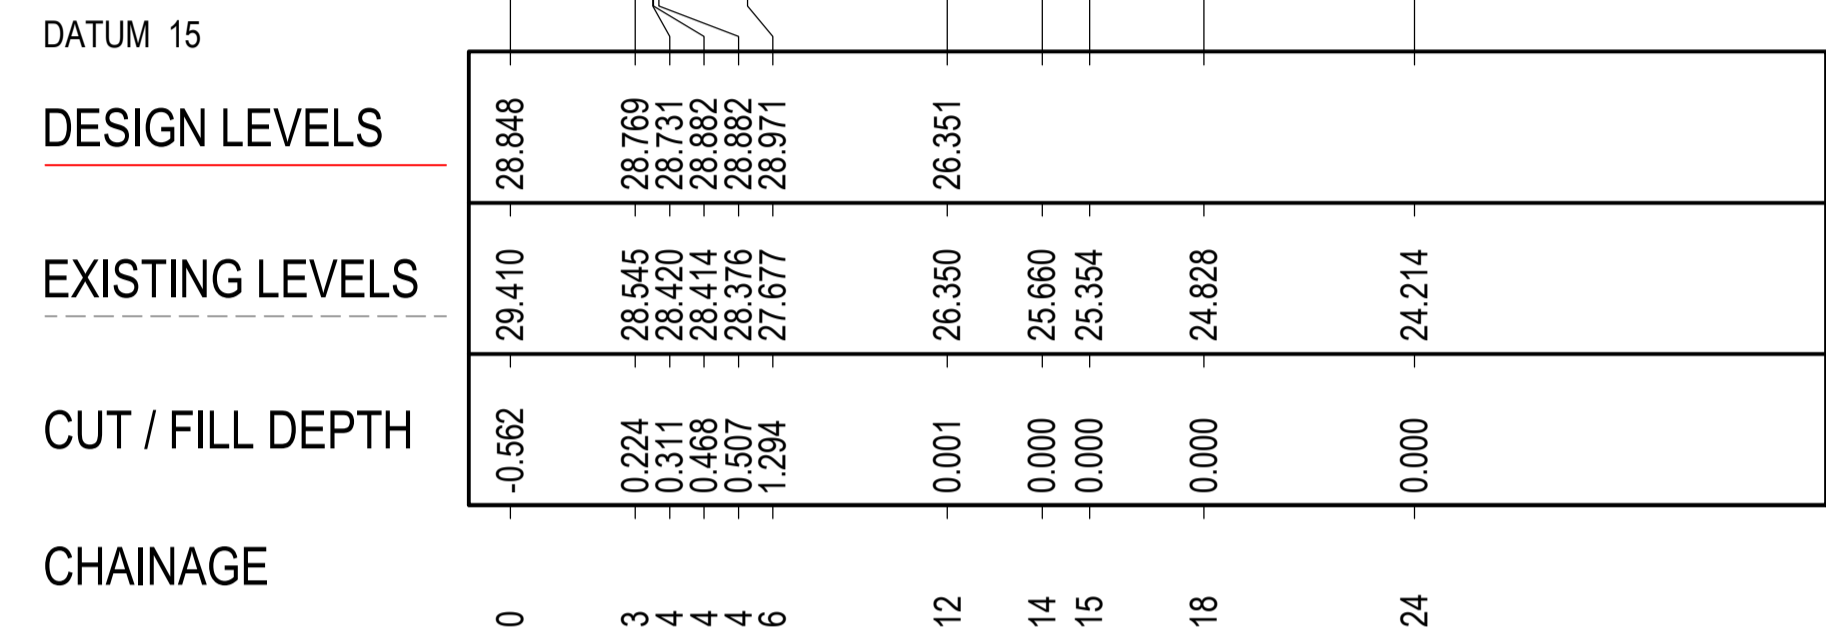 DATUM 15
DESIGN LEVELS 28.848 28.769 28.731 28.882 28.882 28.971 26.351
EXISTING LEVELS 29.410 28.545 28.420 28.414 28.376 27.677 26.350 25.660 25.354 24.828 24.214
CUT / FILL DEPTH -0.562 0.224 0.311 0.468 0.507 1.294 0.001 0.000 0.000 0.000 0.000
CHAINAGE 0 3 4 4 4 6 12 14 15 18 24